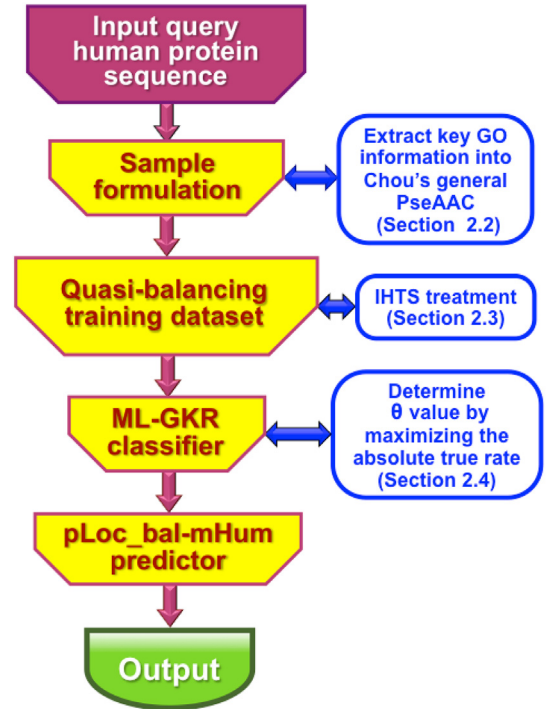 Input query
human protein
sequence
Sample
formulation
Extract key GO
information into
Chou's general
PseAAC
(Section 2.2)
Quasi-balancing
training dataset
IHTS treatment
(Section 2.3)
ML-GKR
classifier
Determine
θ value by
maximizing the
absolute true rate
(Section 2.4)
pLoc_bal-mHum
predictor
Output